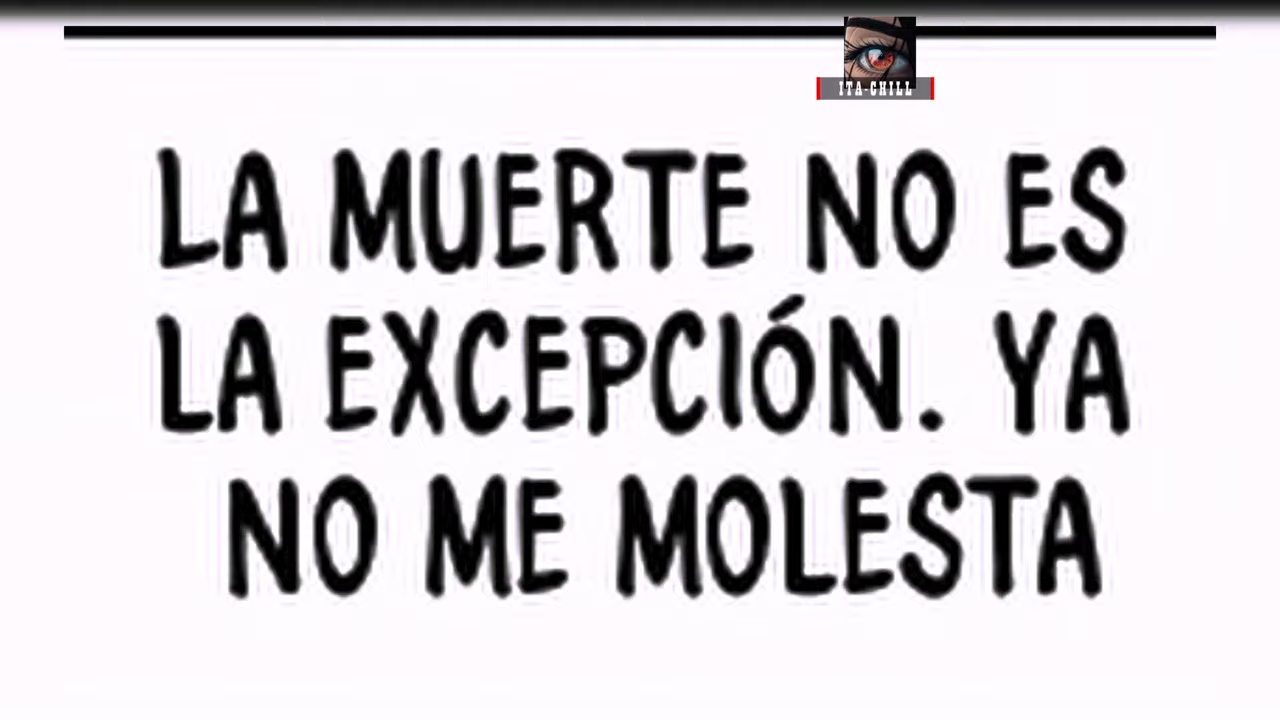 ITA-CHILL
LA MUERTE NO ES
LA EXCEPCIÓN. YA
NO ME MOLESTA